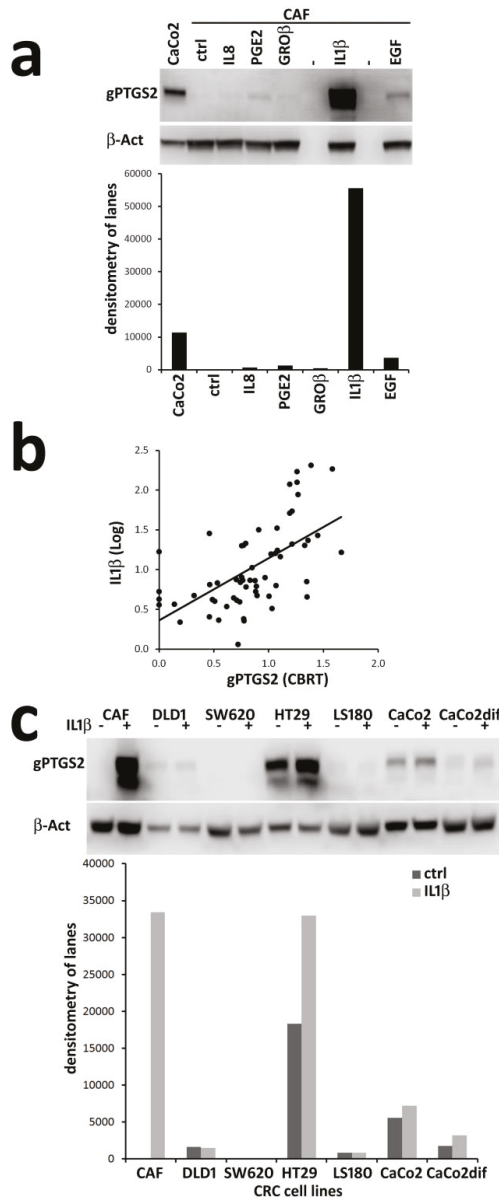 a
CAF
CaCo2 ctrl IL8 PGE2 GROβ - IL1β - EGF
gPTGS2
β-Act
densitometry of lanes
60000
50000
40000
30000
20000
10000
0
CaCo2 ctrl IL8 PGE2 GROβ IL1β EGF
b
IL1β (Log)
2.5
2.0
1.5
1.0
0.5
0.0
0.0 0.5 1.0 1.5 2.0
gPTGS2 (CBRT)
c
CAF DLD1 SW620 HT29 LS180 CaCo2 CaCo2dif
IL1β - + - + - + - + - + - + - +
gPTGS2
β-Act
densitometry of lanes
40000
35000
30000
25000
20000
15000
10000
5000
0
ctrl
IL1β
CAF DLD1 SW620 HT29 LS180 CaCo2 CaCo2dif
CRC cell lines